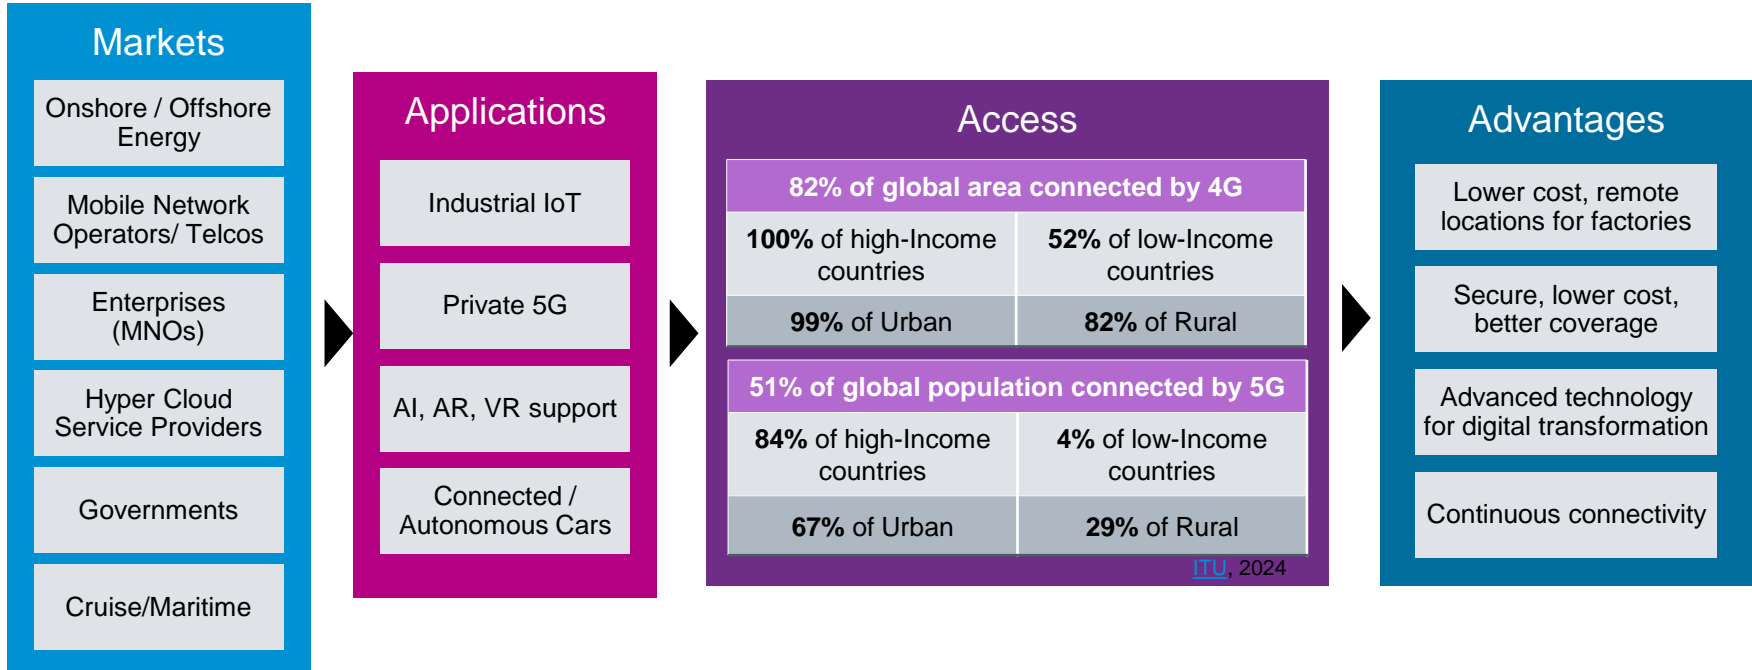 Markets
Onshore / Offshore
Energy
Mobile Network
Operators/ Telcos
Enterprises
(MNOs)
Hyper Cloud
Service Providers
Governments
Cruise/Maritime
Applications
Industrial IoT
Private 5G
AI, AR, VR support
Connected /
Autonomous Cars
Access
82% of global area connected by 4G
100% of high-Income
countries
52% of low-Income
countries
99% of Urban
82% of Rural
51% of global population connected by 5G
84% of high-Income
countries
4% of low-Income
countries
67% of Urban
29% of Rural
ITU, 2024
Advantages
Lower cost, remote
locations for factories
Secure, lower cost,
better coverage
Advanced technology
for digital transformation
Continuous connectivity